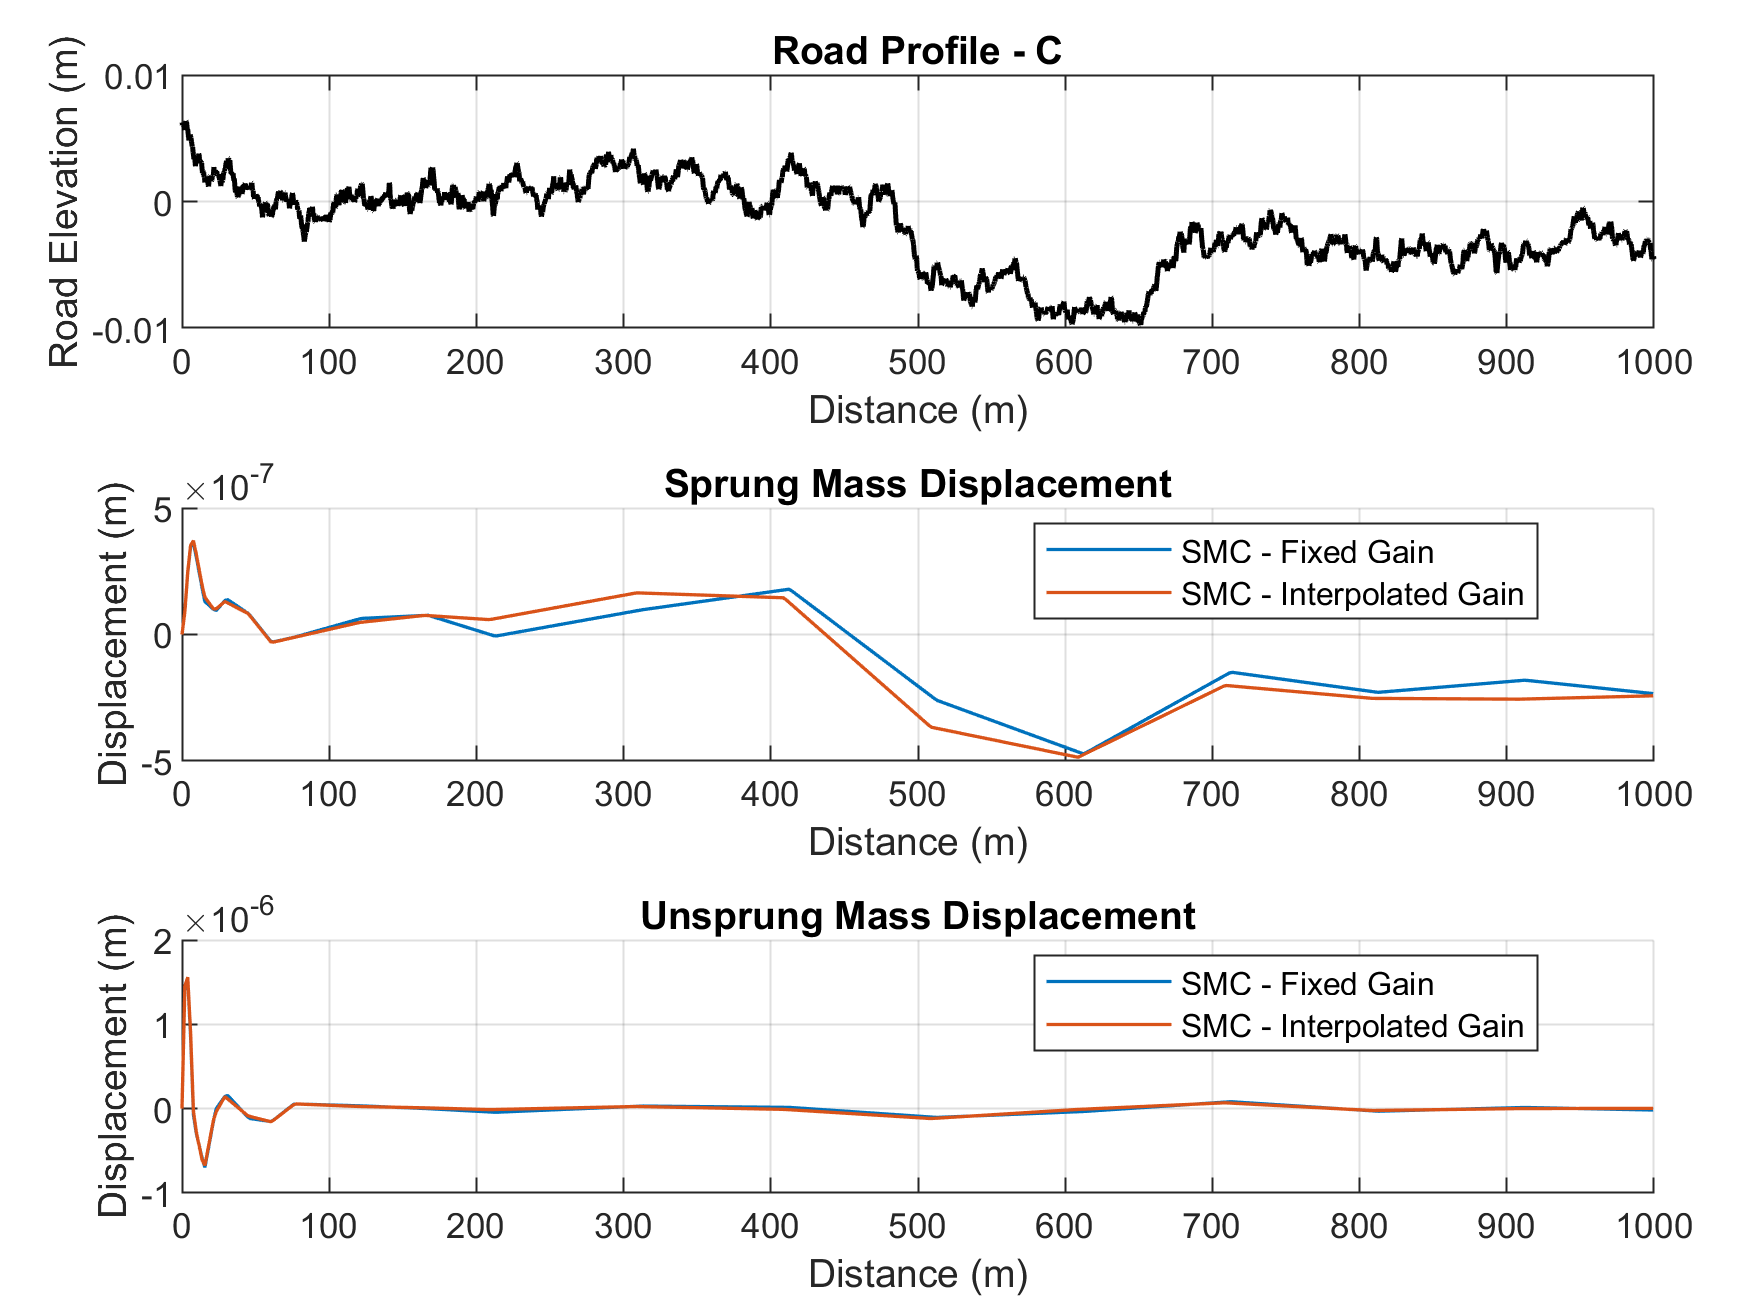 Road Profile - C
Road Elevation (m)
0.01
0
-0.01
0 100 200 300 400 500 600 700 800 900 1000
Distance (m)
Sprung Mass Displacement
×10^-7
Displacement (m)
5
0
-5
SMC - Fixed Gain
SMC - Interpolated Gain
0 100 200 300 400 500 600 700 800 900 1000
Distance (m)
Unsprung Mass Displacement
×10^-6
Displacement (m)
2
1
0
-1
SMC - Fixed Gain
SMC - Interpolated Gain
0 100 200 300 400 500 600 700 800 900 1000
Distance (m)